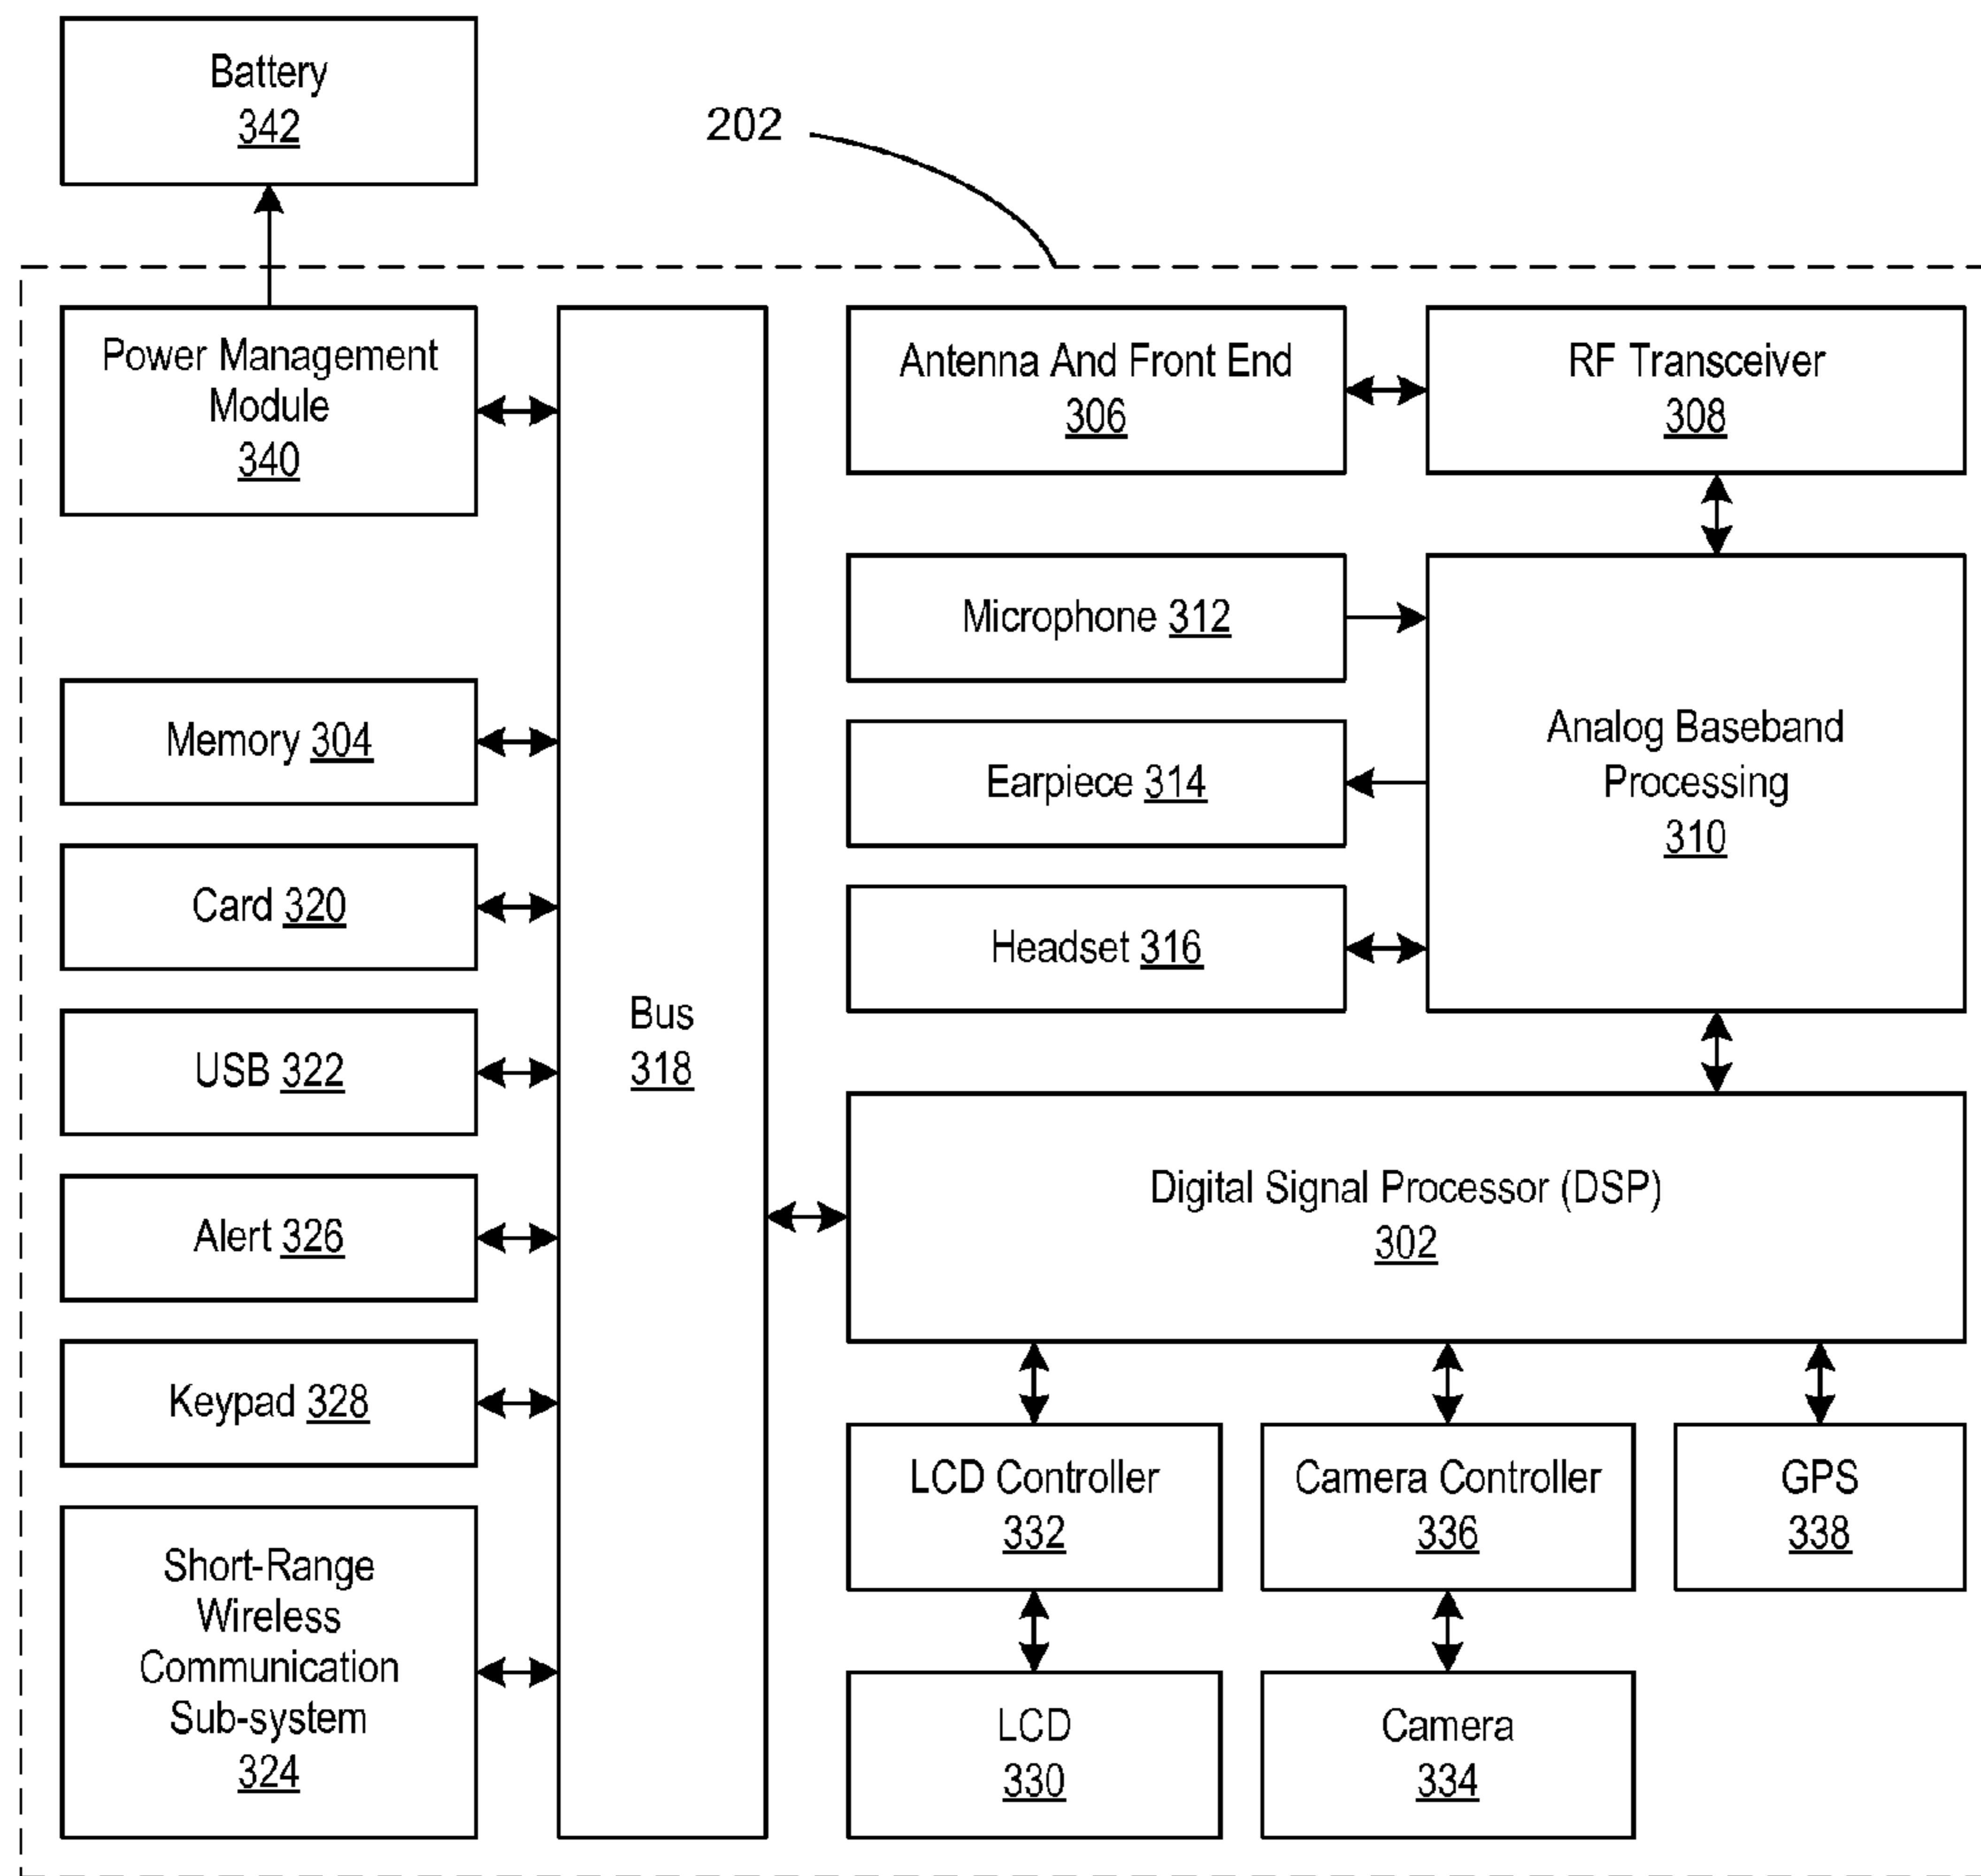 Battery
342
202
Power Management
Module
340
Antenna And Front End
306
RF Transceiver
308
Microphone 312
Memory 304
Earpiece 314
Analog Baseband
Processing
310
Card 320
Headset 316
Bus
318
USB 322
Digital Signal Processor (DSP)
302
Alert 326
Keypad 328
LCD Controller
332
Camera Controller
336
GPS
338
Short-Range
Wireless
Communication
Sub-system
324
LCD
330
Camera
334